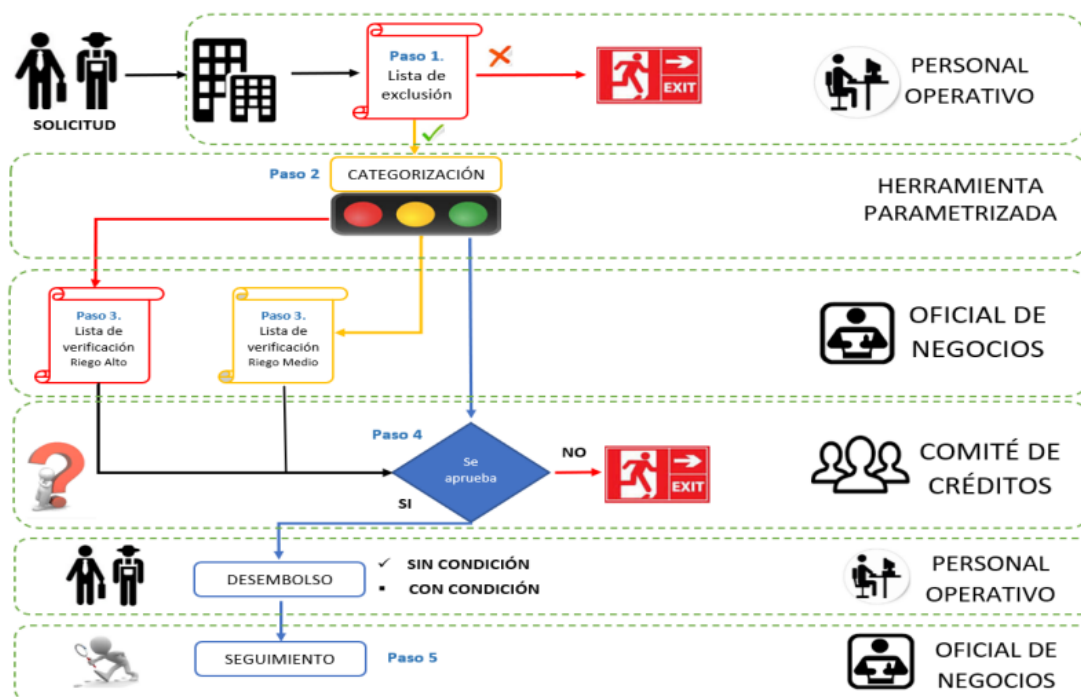 SOLICITUD
Paso 1.
Lista de
exclusión
EXIT
PERSONAL
OPERATIVO
Paso 2
CATEGORIZACIÓN
HERRAMIENTA
PARAMETRIZADA
Paso 3.
Lista de
verificación
Riego Alto
Paso 3.
Lista de
verificación
Riego Medio
OFICIAL DE
NEGOCIOS
Paso 4
Se
aprueba
NO
EXIT
SI
COMITÉ DE
CRÉDITOS
DESEMBOLSO
✓ SIN CONDICIÓN
▪ CON CONDICIÓN
PERSONAL
OPERATIVO
SEGUIMIENTO
Paso 5
OFICIAL DE
NEGOCIOS